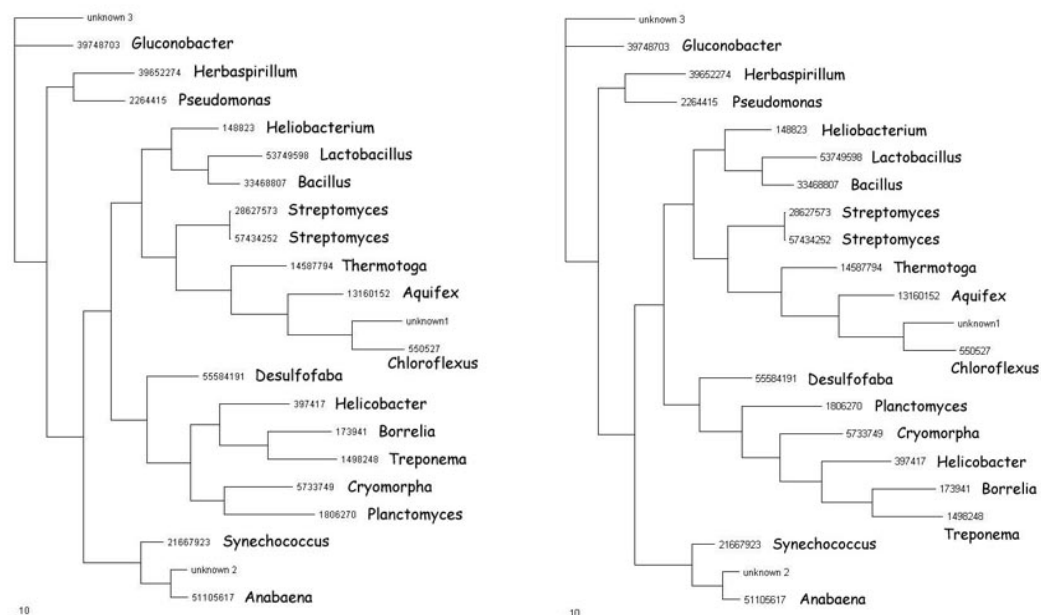 unknown 3
39748703 Gluconobacter
39652274 Herbaspirillum
2264415 Pseudomonas
148823 Heliobacterium
53749598 Lactobacillus
33468807 Bacillus
28627573 Streptomyces
57434252 Streptomyces
14587794 Thermotoga
13160152 Aquifex
unknown1
550527
Chloroflexus
55584191 Desulfofaba
397417 Helicobacter
173941 Borrelia
1498248 Treponema
5733749 Cryomorpha
1806270 Planctomyces
21667923 Synechococcus
unknown 2
51105617 Anabaena
10
unknown 3
39748703 Gluconobacter
39652274 Herbaspirillum
2264415 Pseudomonas
148823 Heliobacterium
53749598 Lactobacillus
33468807 Bacillus
28627573 Streptomyces
57434252 Streptomyces
14587794 Thermotoga
13160152 Aquifex
unknown1
550527
Chloroflexus
55584191 Desulfofaba
1806270 Planctomyces
5733749 Cryomorpha
397417 Helicobacter
173941 Borrelia
1498248
Treponema
21667923 Synechococcus
unknown 2
51105617 Anabaena
10